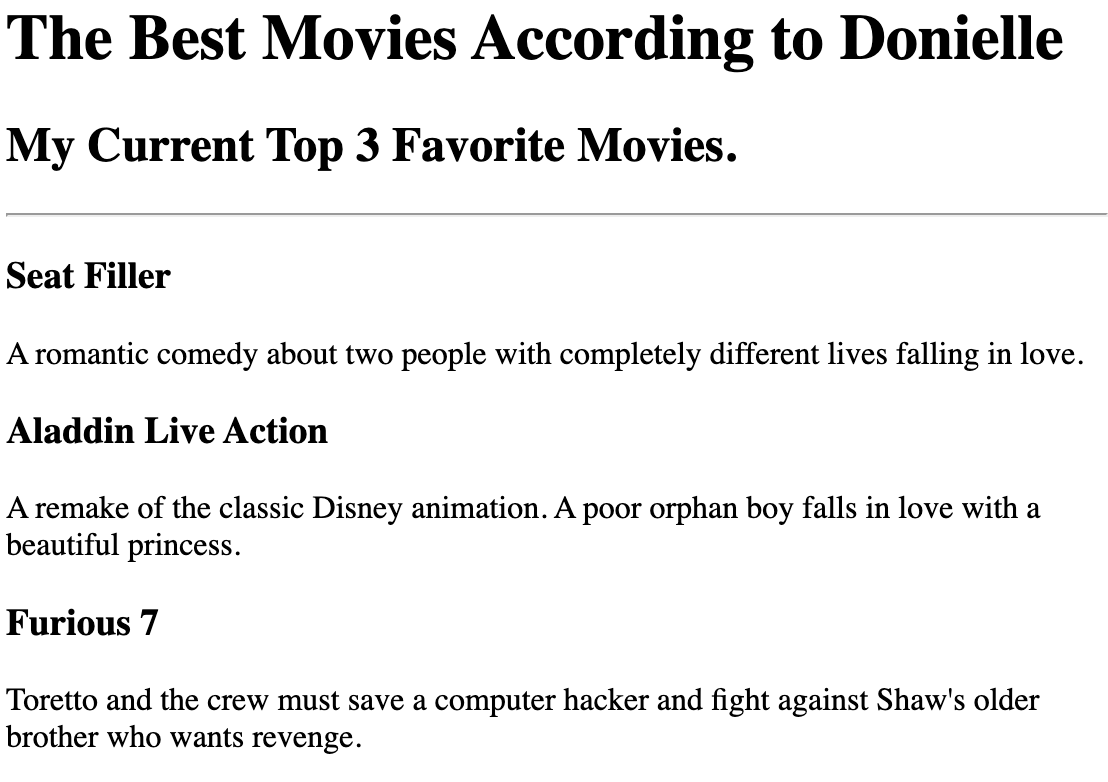 The Best Movies According to Donielle
My Current Top 3 Favorite Movies.
Seat Filler
A romantic comedy about two people with completely different lives falling in love.
Aladdin Live Action
A remake of the classic Disney animation. A poor orphan boy falls in love with a
beautiful princess.
Furious 7
Toretto and the crew must save a computer hacker and fight against Shaw's older
brother who wants revenge.